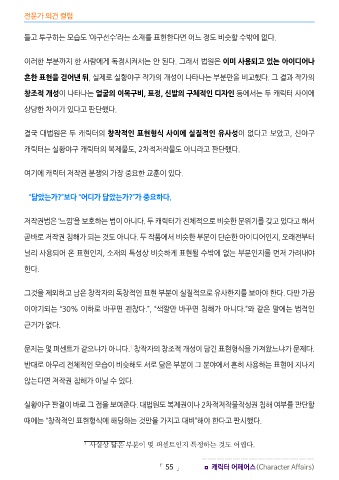 전문가 의견 컬럼
들고 투구하는 모습도 '야구선수'라는 소재를 표현한다면 어느 정도 비슷할 수밖에 없다.
이러한 부분까지 한 사람에게 독점시켜서는 안 된다. 그래서 법원은 이미 사용되고 있는 아이디어나
흔한 표현을 걷어낸 뒤, 실제로 실황야구 작가의 개성이 나타나는 부분만을 비교했다. 그 결과 작가의
창조적 개성이 나타나는 얼굴의 이목구비, 표정, 신발의 구체적인 디자인 등에서는 두 캐릭터 사이에
상당한 차이가 있다고 판단했다.
결국 대법원은 두 캐릭터의 창작적인 표현형식 사이에 실질적인 유사성이 없다고 보았고, 신야구
캐릭터는 실황야구 캐릭터의 복제물도, 2차적저작물도 아니라고 판단했다.
여기에 캐릭터 저작권 분쟁의 가장 중요한 교훈이 있다.
"닮았는가?"보다 "어디가 닮았는가?"가 중요하다.
저작권법은 '느낌'을 보호하는 법이 아니다. 두 캐릭터가 전체적으로 비슷한 분위기를 갖고 있다고 해서
곧바로 저작권 침해가 되는 것도 아니다. 두 작품에서 비슷한 부분이 단순한 아이디어인지, 오래전부터
널리 사용되어 온 표현인지, 소재의 특성상 비슷하게 표현될 수밖에 없는 부분인지를 먼저 가려내야
한다.
그것을 제외하고 남은 창작자의 독창적인 표현 부분이 실질적으로 유사한지를 보아야 한다. 다만 가끔
이야기되는 "30% 이하로 바꾸면 괜찮다.", "색깔만 바꾸면 침해가 아니다."와 같은 말에는 법적인
근거가 없다.
문제는 몇 퍼센트가 같으냐가 아니다.¹ 창작자의 창조적 개성이 담긴 표현형식을 가져왔느냐가 문제다.
반대로 아무리 전체적인 모습이 비슷해도 서로 닮은 부분이 그 분야에서 흔히 사용하는 표현에 지나지
않는다면 저작권 침해가 아닐 수 있다.
실황야구 판결이 바로 그 점을 보여준다. 대법원도 복제권이나 2차적저작물작성권 침해 여부를 판단할
때에는 "창작적인 표현형식에 해당하는 것만을 가지고 대비"해야 한다고 판시했다.
¹ 사실상 닮은 부분이 몇 퍼센트인지 특정하는 것도 어렵다.
「 55 」
캐릭터 어페어스(Character Affairs)